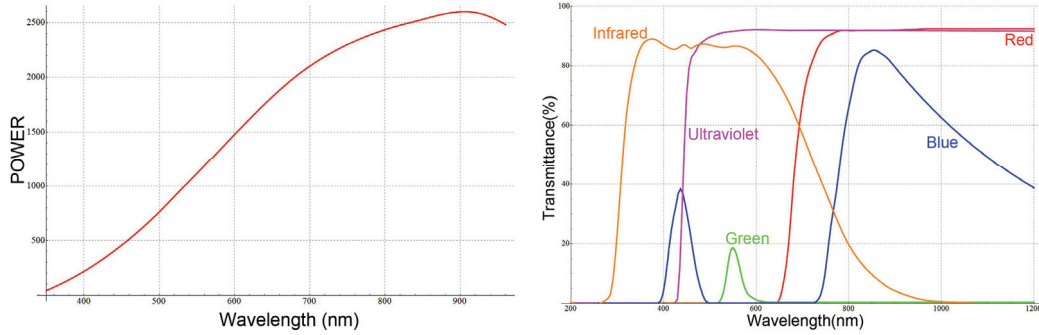 POWER
2500
2000
1500
1000
500
400
500
600
700
800
900
Wavelength (nm)
Transmittance(%)
100
80
60
40
20
0
200
400
600
800
1000
1200
Wavelength(nm)
Infrared
Red
Ultraviolet
Blue
Green